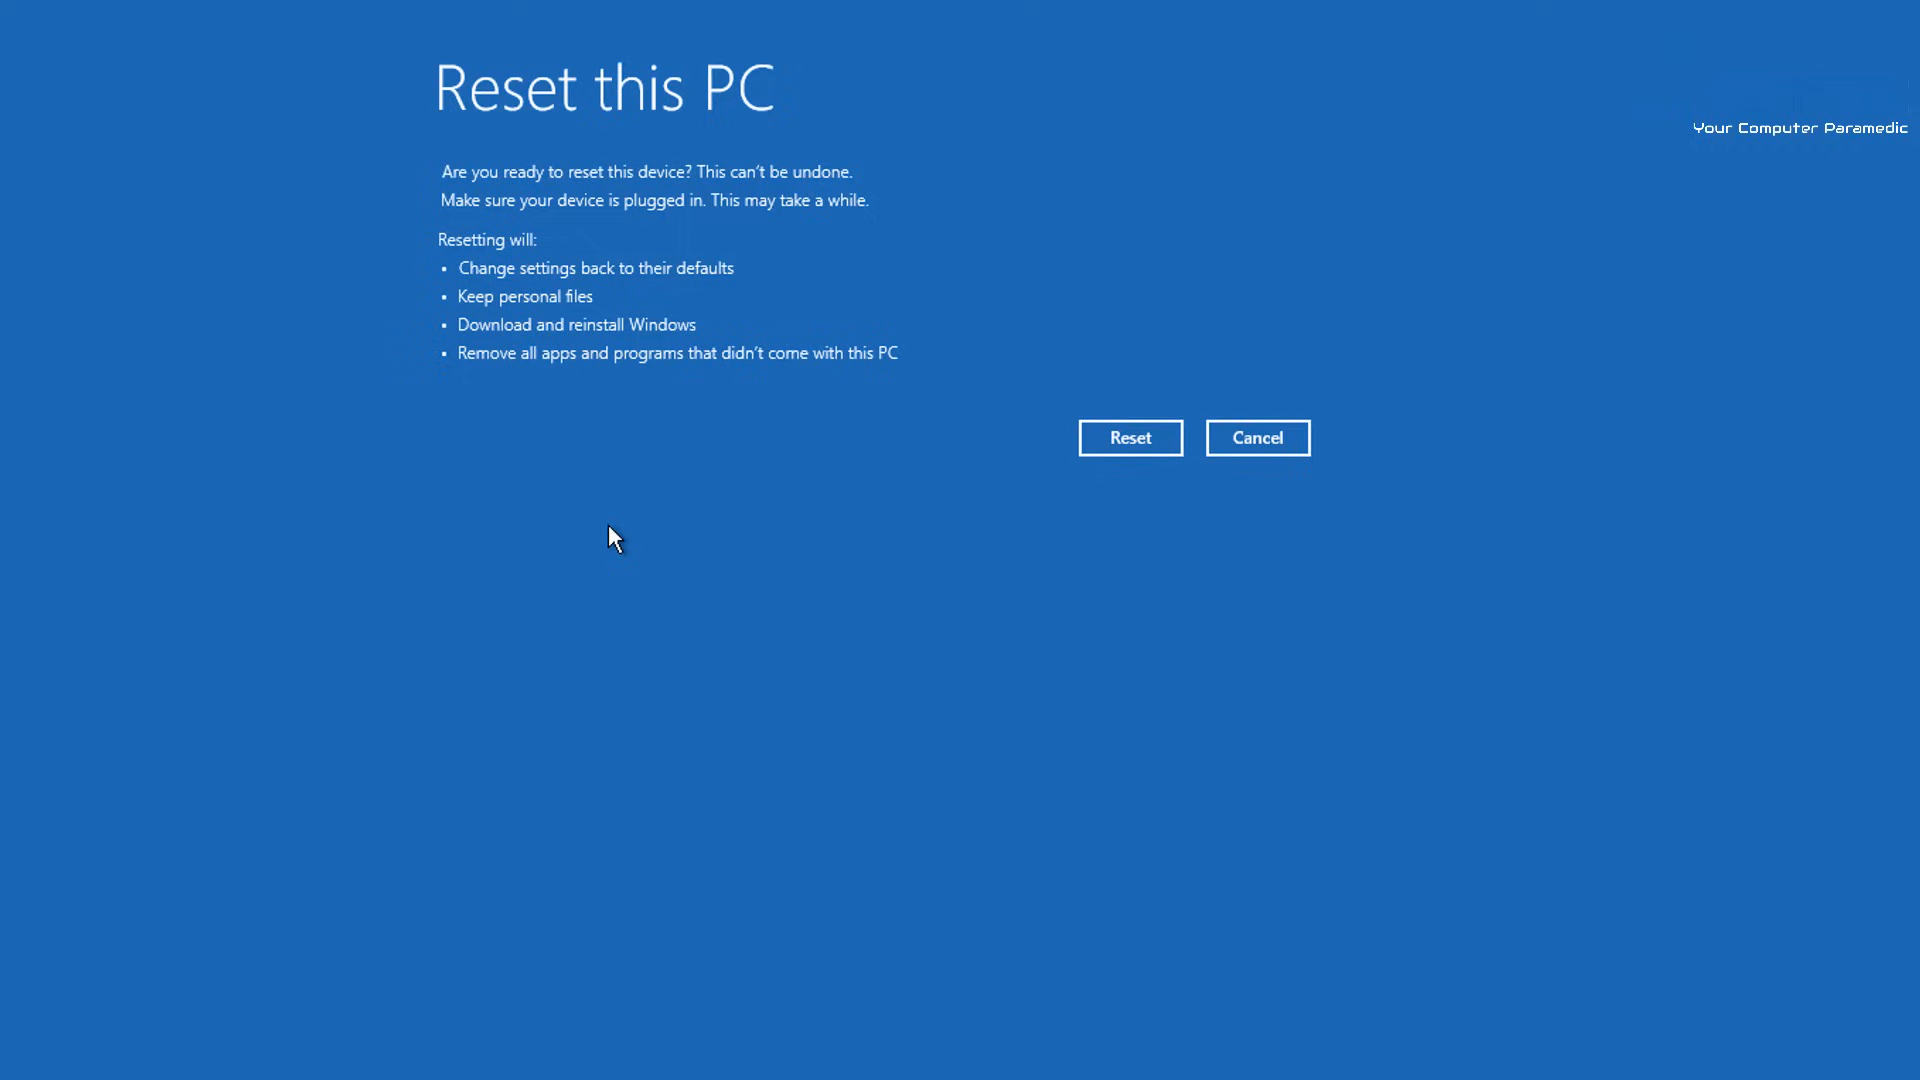 Reset this PC
Your Computer Paramedic
Are you ready to reset this device? This can't be undone.
Make sure your device is plugged in. This may take a while.
Resetting will:
• Change settings back to their defaults
• Keep personal files
• Download and reinstall Windows
• Remove all apps and programs that didn't come with this PC
Reset Cancel